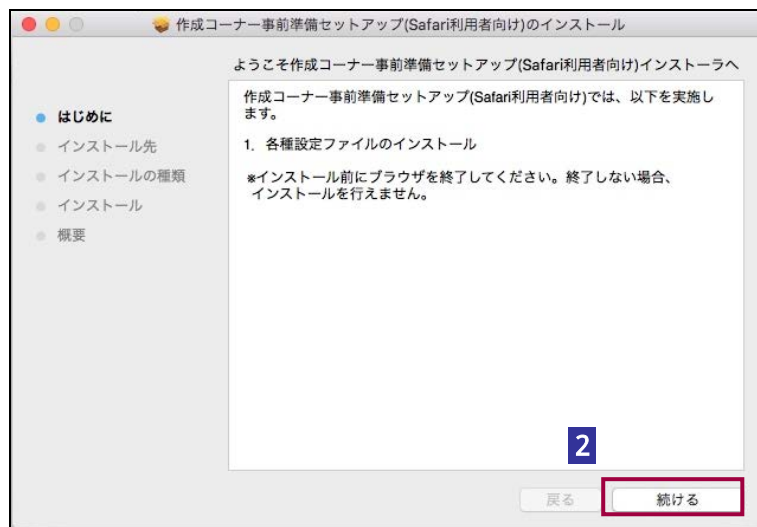 作成コーナー事前準備セットアップ(Safari利用者向け)のインストール
ようこそ作成コーナー事前準備セットアップ(Safari利用者向け)インストーラへ
はじめに
インストール先
インストールの種類
インストール
概要
作成コーナー事前準備セットアップ(Safari利用者向け)では、以下を実施し
ます。
1. 各種設定ファイルのインストール
※インストール前にブラウザを終了してください。終了しない場合、
インストールを行えません。
2
戻る
続ける